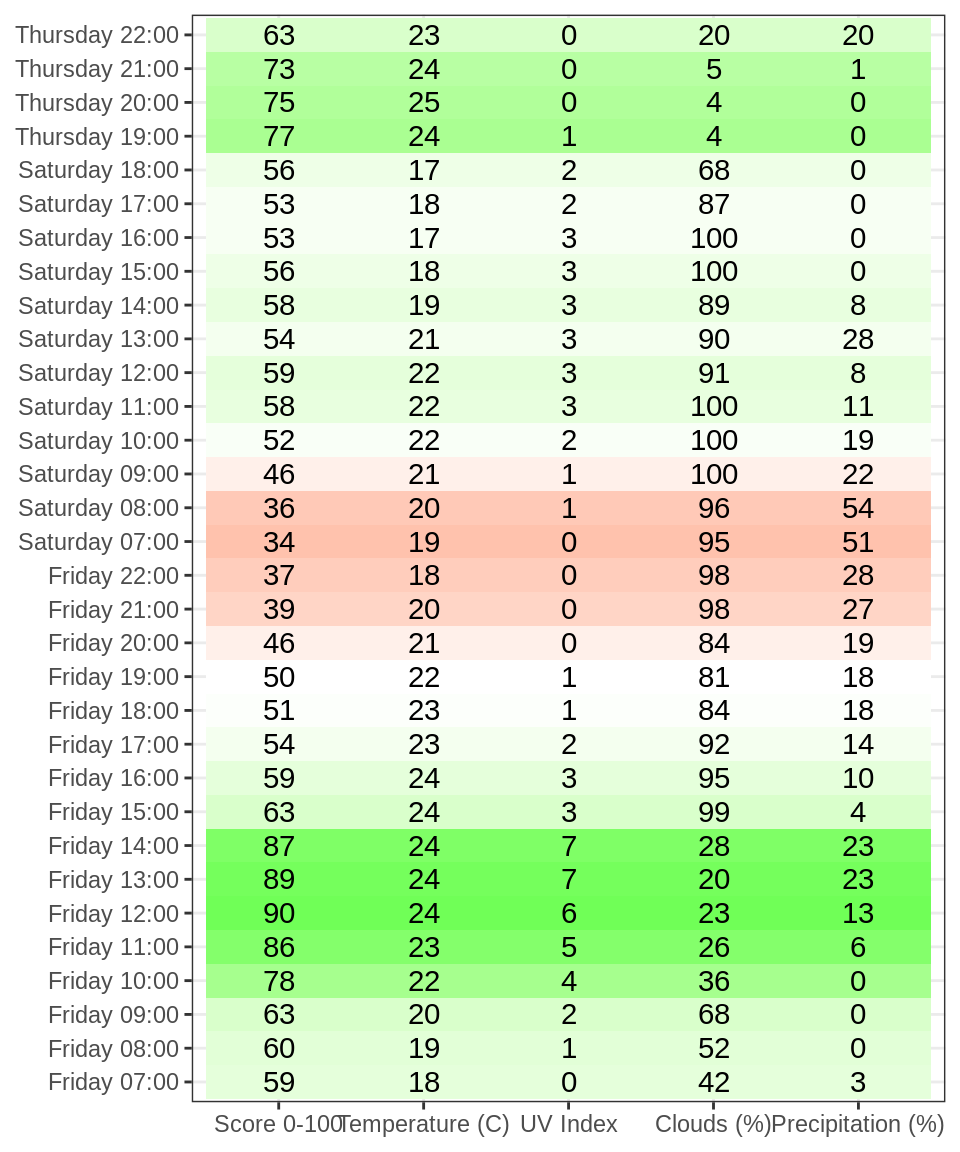 Thursday 22:00 63 23 0 20 20
Thursday 21:00 73 24 0 5 1
Thursday 20:00 75 25 0 4 0
Thursday 19:00 77 24 1 4 0
Saturday 18:00 56 17 2 68 0
Saturday 17:00 53 18 2 87 0
Saturday 16:00 53 17 3 100 0
Saturday 15:00 56 18 3 100 0
Saturday 14:00 58 19 3 89 8
Saturday 13:00 54 21 3 90 28
Saturday 12:00 59 22 3 91 8
Saturday 11:00 58 22 3 100 11
Saturday 10:00 52 22 2 100 19
Saturday 09:00 46 21 1 100 22
Saturday 08:00 36 20 1 96 54
Saturday 07:00 34 19 0 95 51
Friday 22:00 37 18 0 98 28
Friday 21:00 39 20 0 98 27
Friday 20:00 46 21 0 84 19
Friday 19:00 50 22 1 81 18
Friday 18:00 51 23 1 84 18
Friday 17:00 54 23 2 92 14
Friday 16:00 59 24 3 95 10
Friday 15:00 63 24 3 99 4
Friday 14:00 87 24 7 28 23
Friday 13:00 89 24 7 20 23
Friday 12:00 90 24 6 23 13
Friday 11:00 86 23 5 26 6
Friday 10:00 78 22 4 36 0
Friday 09:00 63 20 2 68 0
Friday 08:00 60 19 1 52 0
Friday 07:00 59 18 0 42 3
Score 0-100 Temperature (C) UV Index Clouds (%) Precipitation (%)